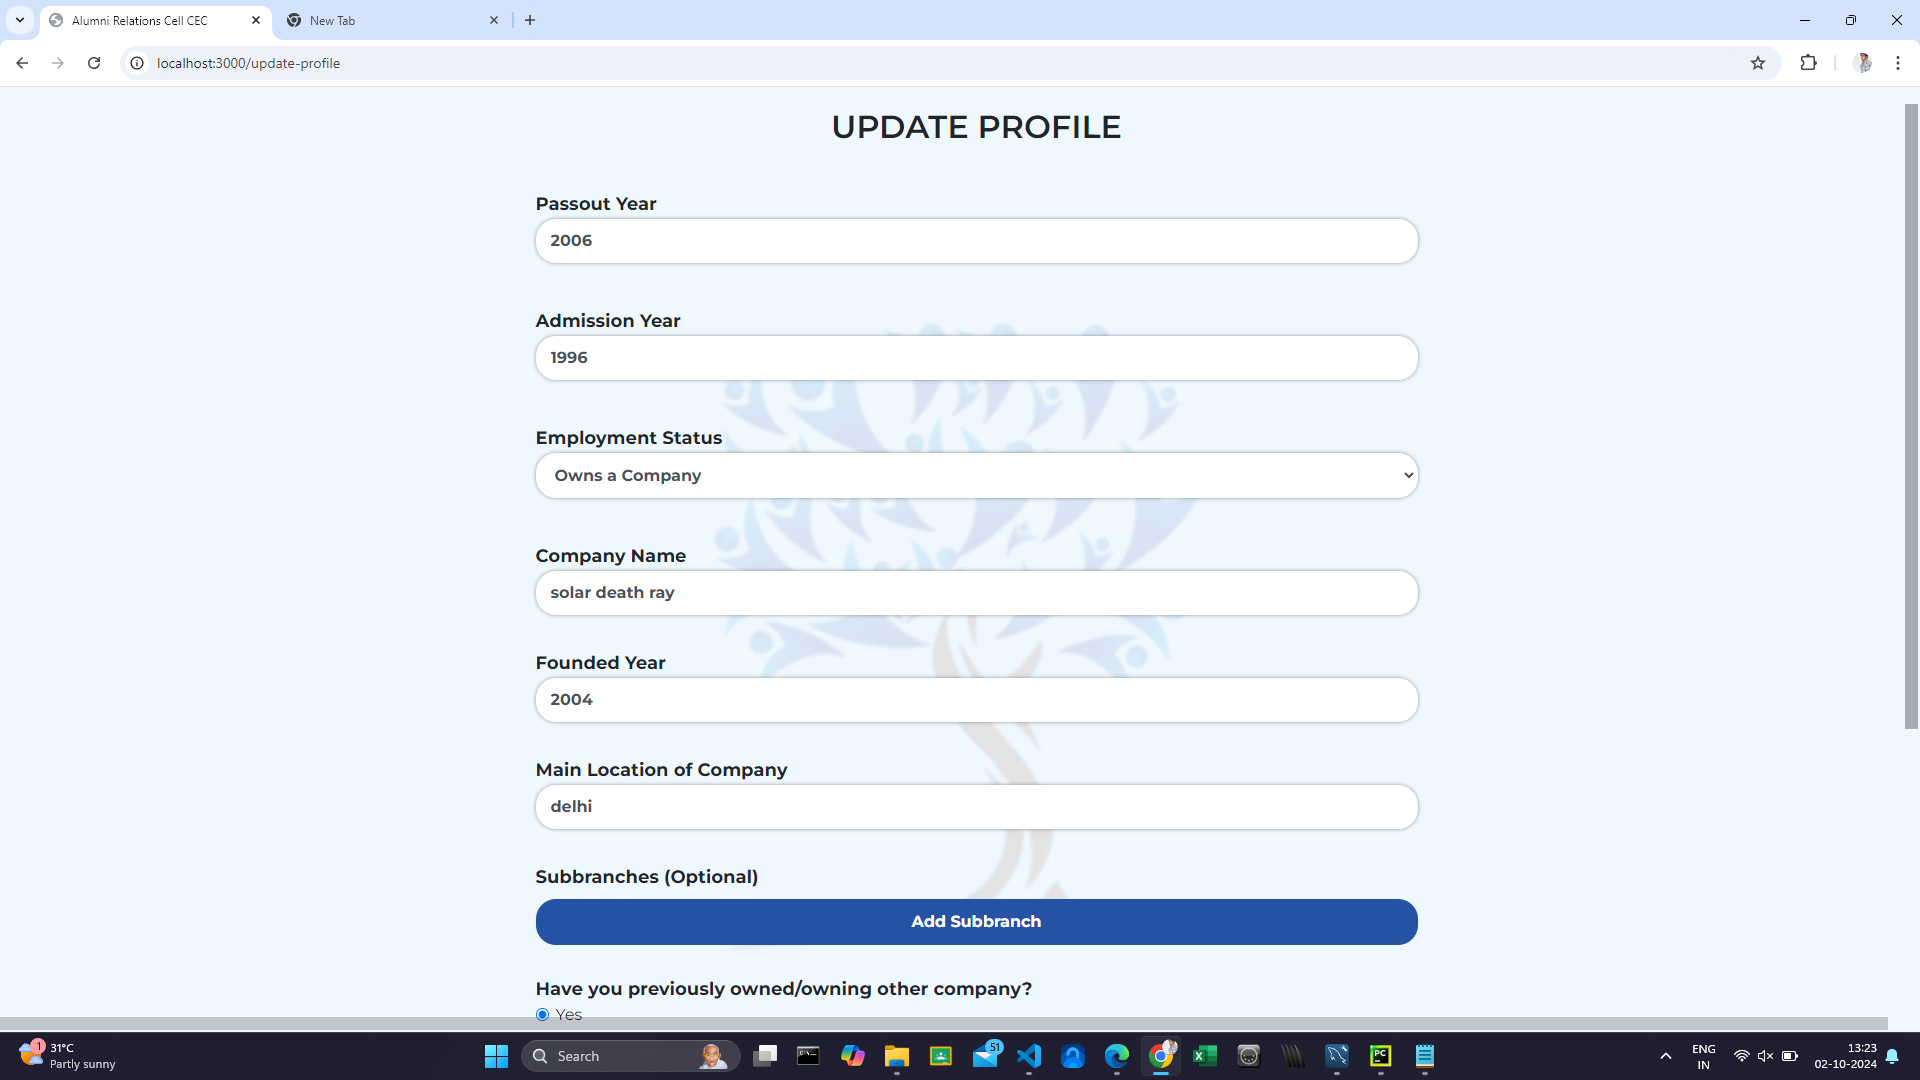 Alumni Relations Cell CEC
New Tab
localhost:3000/update-profile
UPDATE PROFILE
Passout Year
2006
Admission Year
1996
Employment Status
Owns a Company
Company Name
solar death ray
Founded Year
2004
Main Location of Company
delhi
Subbranches (Optional)
Add Subbranch
Have you previously owned/owning other company?
Yes
1
31°C
Partly sunny
Search
51
PC
ENG
IN
13:23
02-10-2024